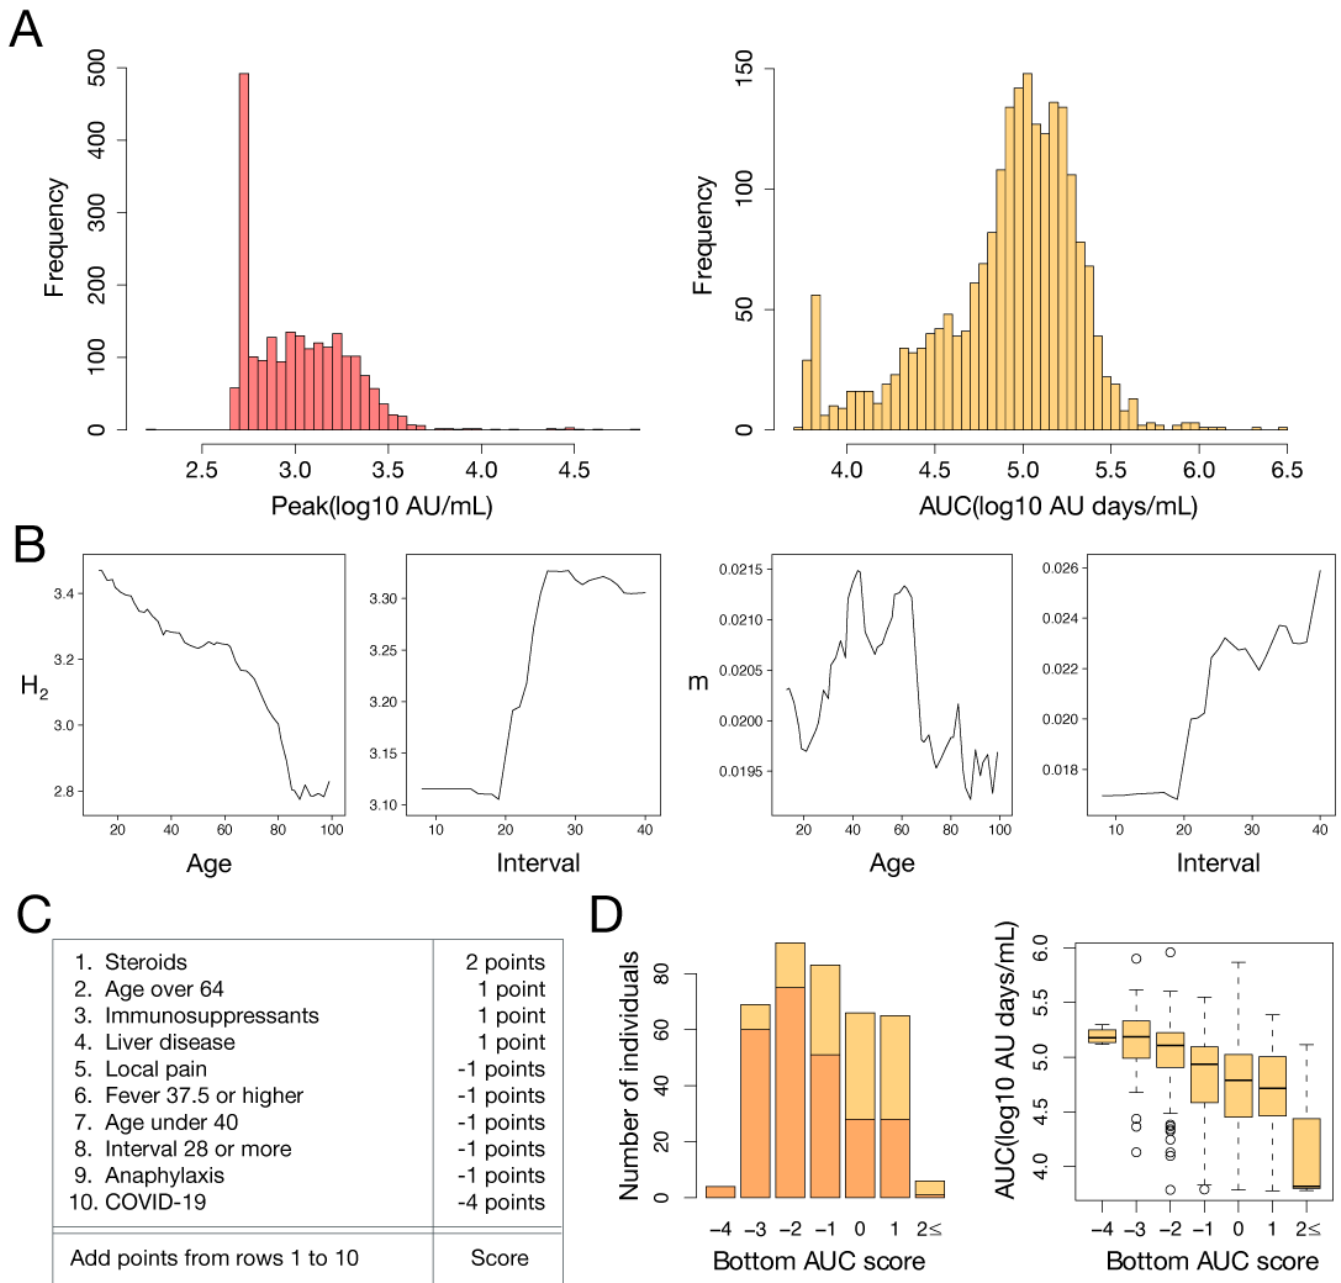 A
500
400
300
200
100
0
Frequency
2.5 3.0 3.5 4.0 4.5
Peak(log10 AU/mL)
150
100
50
0
Frequency
4.0 4.5 5.0 5.5 6.0 6.5
AUC(log10 AU days/mL)
B
3.4
3.2
3.0
2.8
H2
20 40 60 80 100
Age
3.30
3.25
3.20
3.15
3.10
10 20 30 40
Interval
0.0215
0.0210
0.0205
0.0200
0.0195
m
20 40 60 80 100
Age
0.026
0.024
0.022
0.020
0.018
10 20 30 40
Interval
C
1. Steroids 2 points
2. Age over 64 1 point
3. Immunosuppressants 1 point
4. Liver disease 1 point
5. Local pain -1 points
6. Fever 37.5 or higher -1 points
7. Age under 40 -1 points
8. Interval 28 or more -1 points
9. Anaphylaxis -1 points
10. COVID-19 -4 points
Add points from rows 1 to 10 Score
D
80
60
40
20
0
Number of individuals
−4 −3 −2 −1 0 1 2≤
Bottom AUC score
6.0
5.5
5.0
4.5
4.0
AUC(log10 AU days/mL)
−4 −3 −2 −1 0 1 2≤
Bottom AUC score